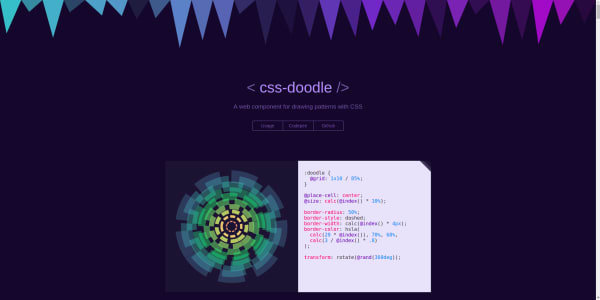 < css-doodle />
A web component for drawing patterns with CSS
Usage Codepen Github
:doodle {
@grid: 1x10 / 85%;
}
@place-cell: center;
@size: calc(@index() * 10%);
border-radius: 50%;
border-style: dashed;
border-width: calc(@index() * 4px);
border-color: hsla(
calc(20 * @index()), 70%, 68%,
calc(3 / @index() * .8)
);
transform: rotate(@rand(360deg));